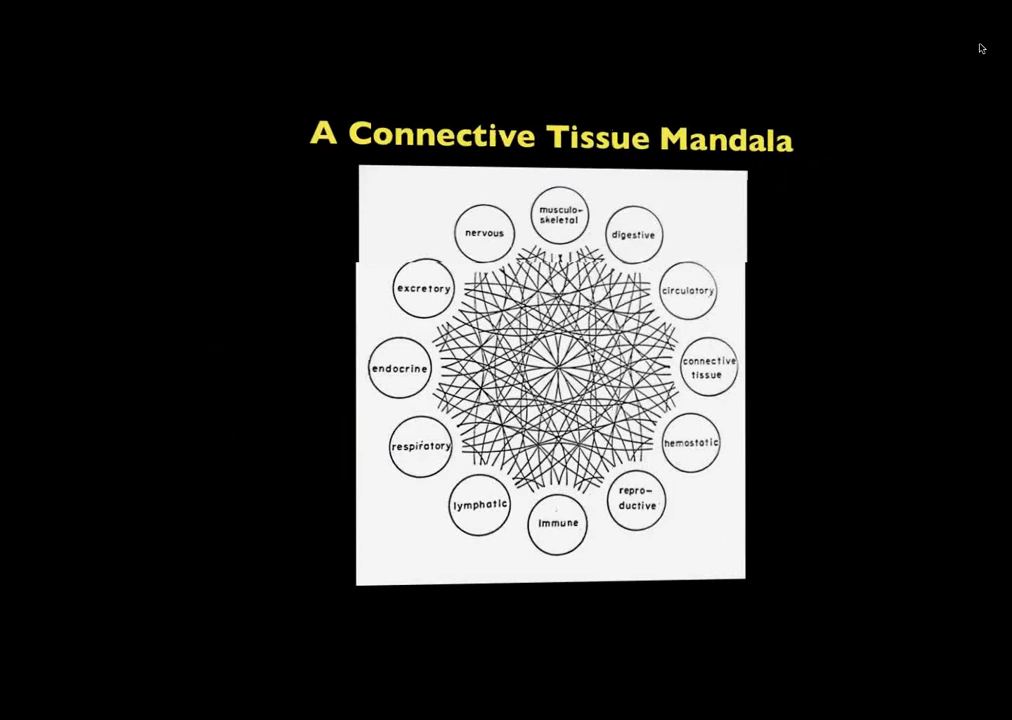 A Connective Tissue Mandala
musculo-
skeletal
nervous
digestive
excretory
circulatory
endocrine
connective
tissue
respiratory
hemostatic
lymphatic
repro-
ductive
immune